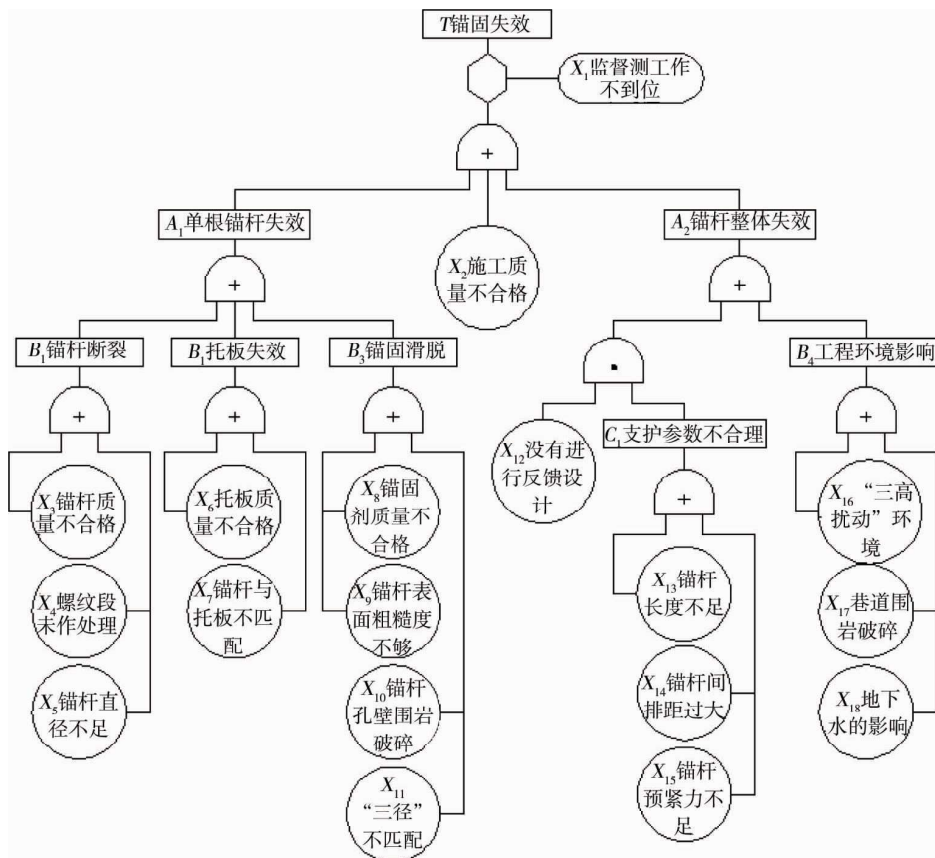 T锚固失效
X1监督测工作
不到位
+
A1单根锚杆失效
X2施工质
量不合格
A2锚杆整体失效
+
+
B1锚杆断裂
B1托板失效
B3锚固滑脱
B4工程环境影响
+
+
+
+
X12没有进
行反馈设
计
C1支护参数不合理
+
X3锚杆质
量不合格
X4螺纹段
未作处理
X5锚杆直
径不足
X6托板质
量不合格
X7锚杆与
托板不匹
配
X8锚固
剂质量不
合格
X9锚杆表
面粗糙度
不够
X10锚杆
孔壁围岩
破碎
X11
“三径”
不匹配
X13锚杆
长度不足
X14锚杆间
排距过大
X15锚杆
预紧力不
足
X16“三高
扰动”环
境
X17巷道围
岩破碎
X18地下
水的影响